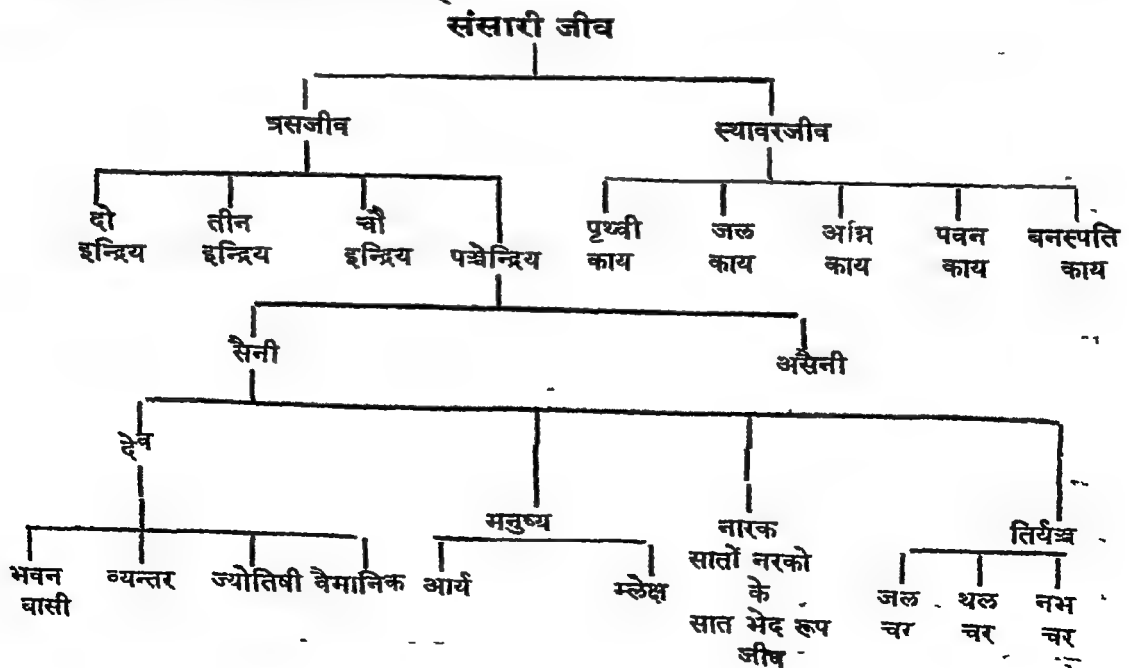 संसारी जीव
त्रसजीव
स्थावरजीव
दो
इन्द्रिय
तीन
इन्द्रिय
चौ
इन्द्रिय
पञ्चेन्द्रिय
पृथ्वी
काय
जल
काय
अग्नि
काय
पवन
काय
बनस्पति
काय
सैनी
असैनी
देव
मनुष्य
नारक
सातों नरको
के
सात भेद रूप
जीव
तिर्यञ्च
भवन
वासी
व्यन्तर
ज्योतिषी
वैमानिक
आर्य
म्लेक्ष
जल
चर
थल
चर
नभ
चर